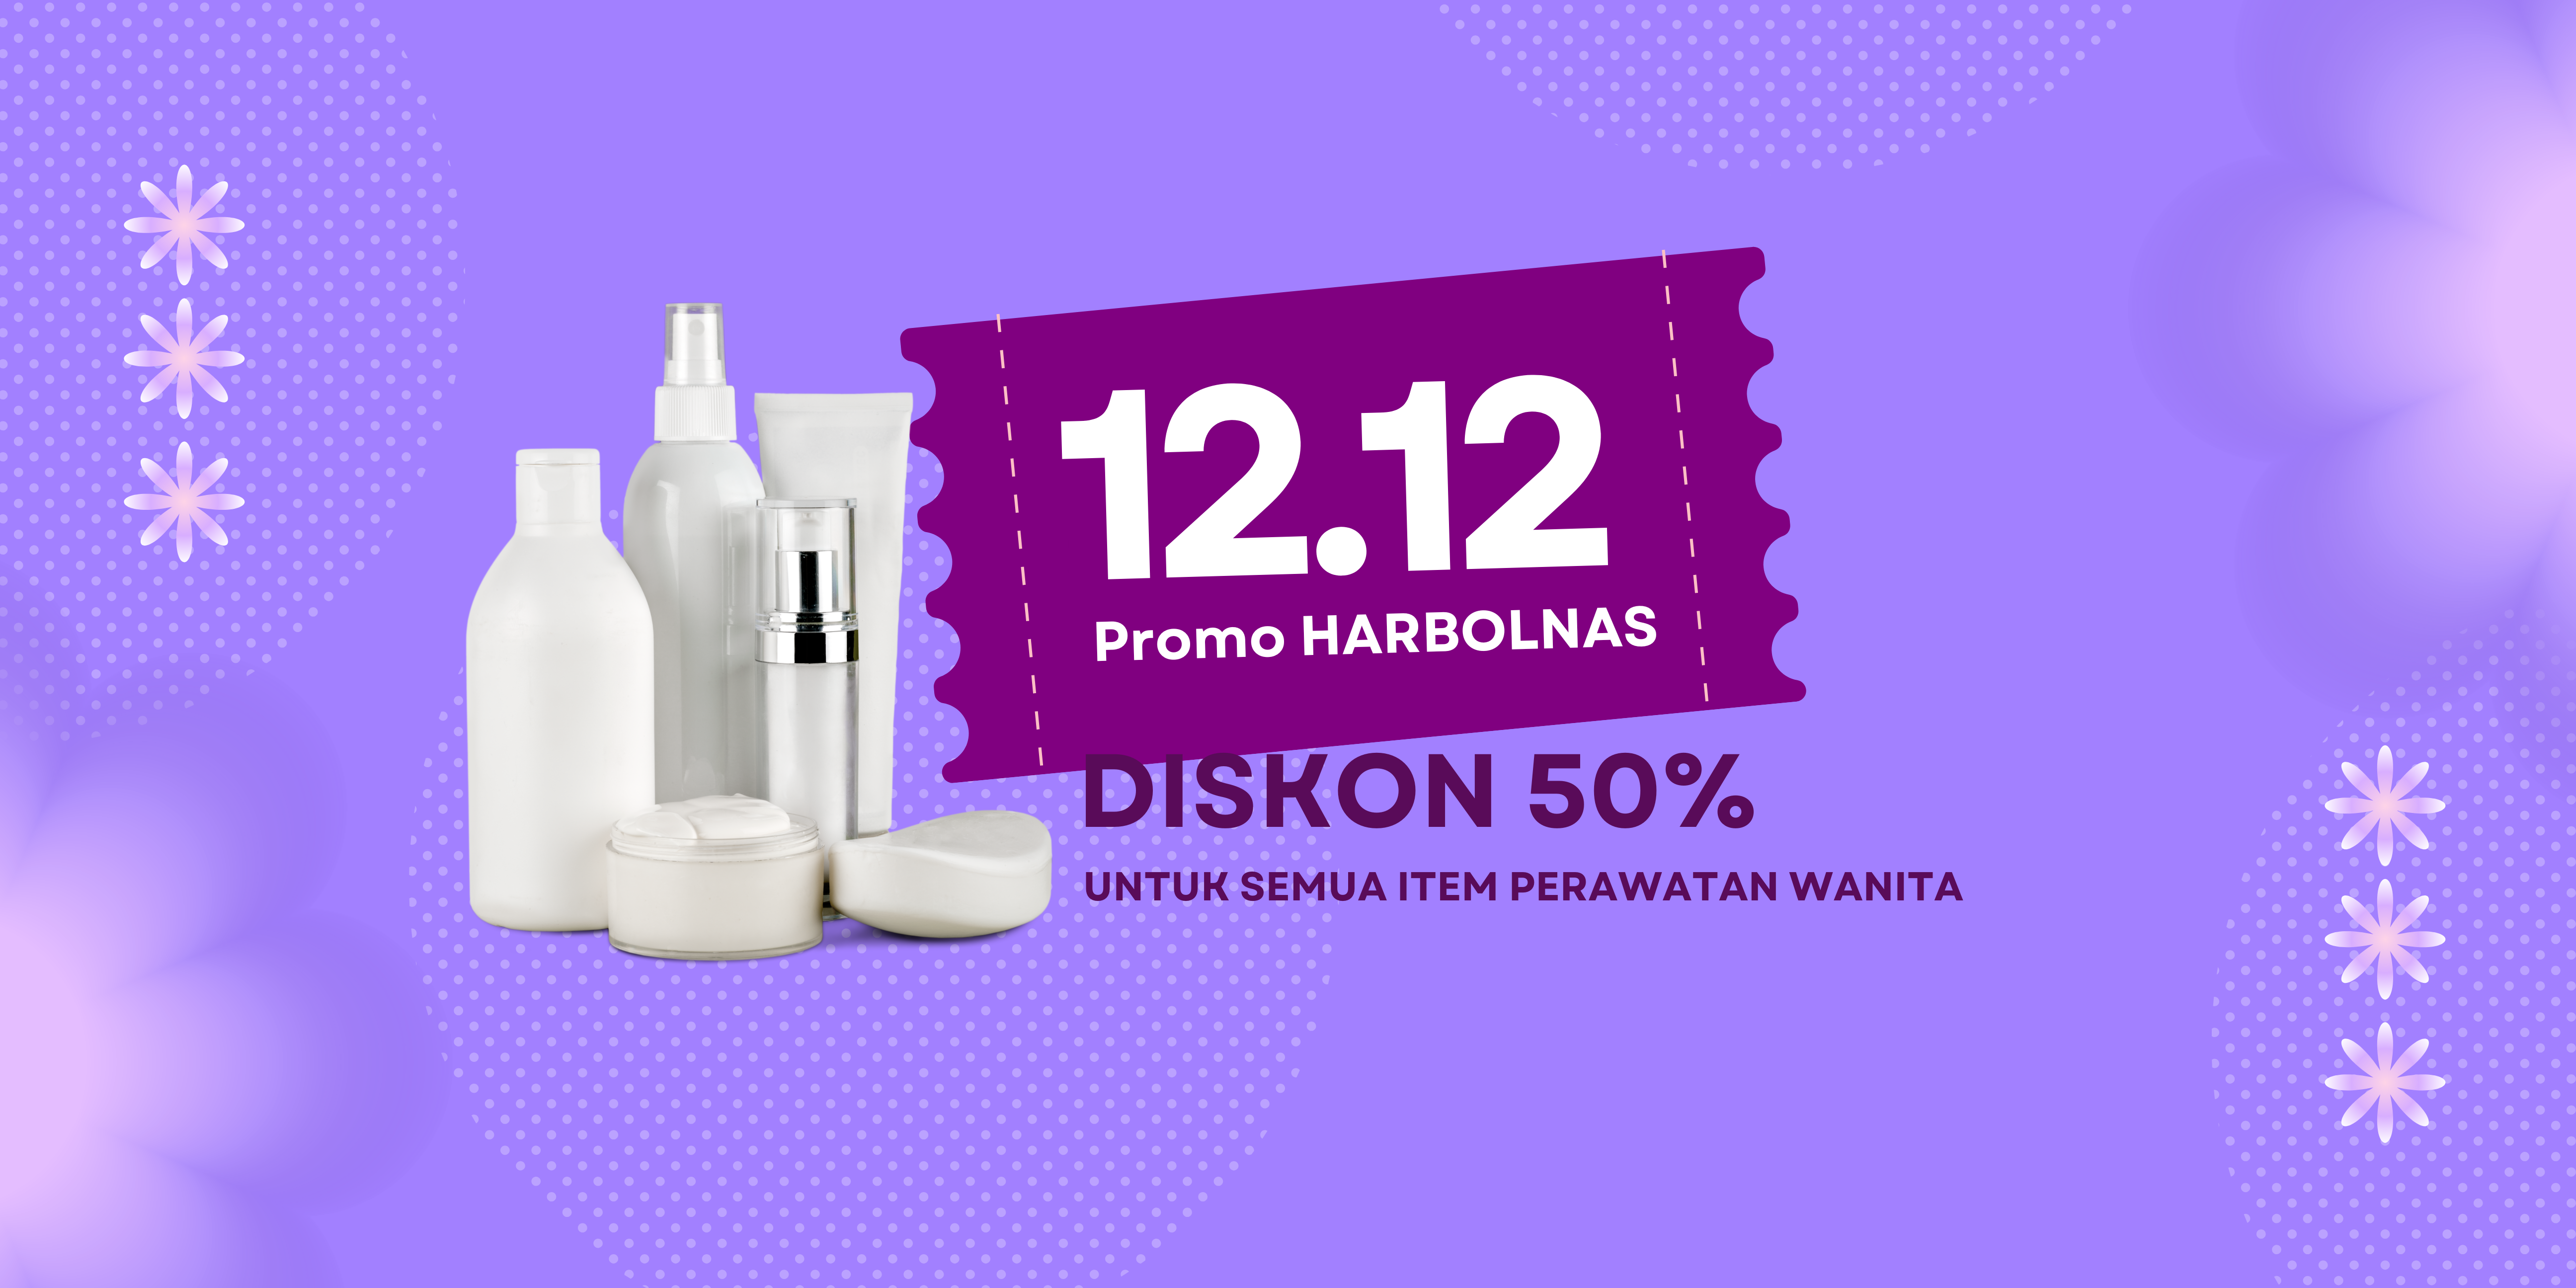 12.12
Promo HARBOLNAS
DISKON 50%
UNTUK SEMUA ITEM PERAWATAN WANITA